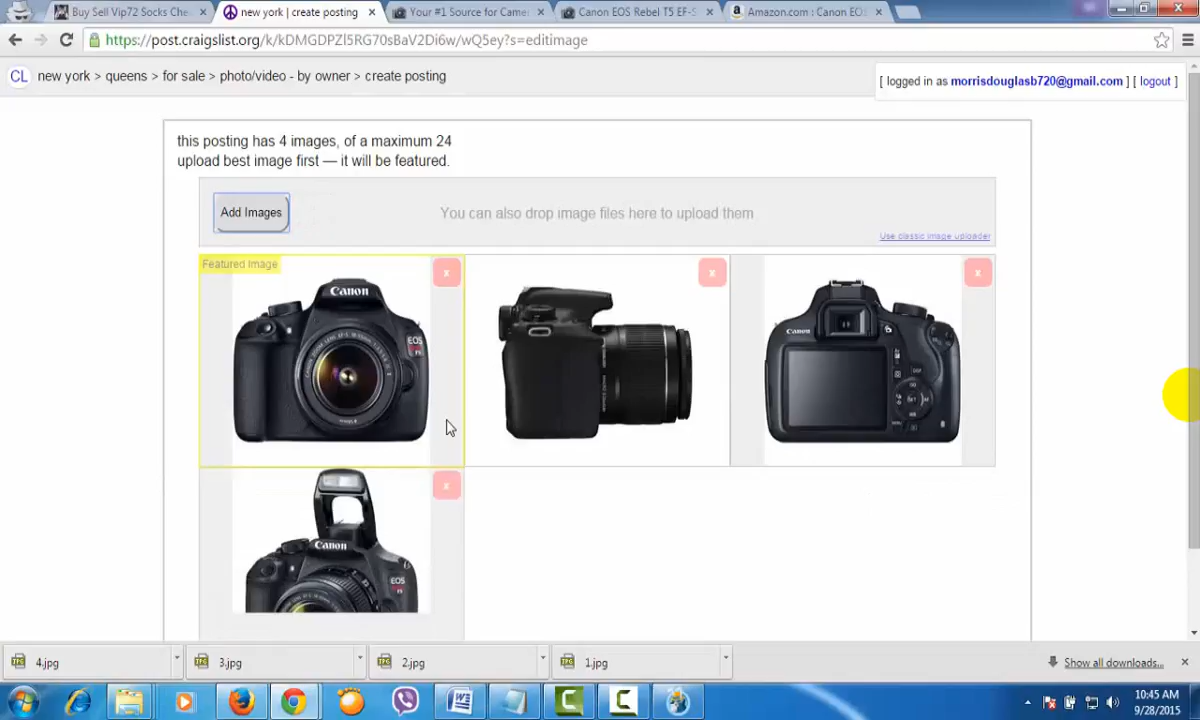 Buy Sell Vip72 Socks Che
new york | create posting
Your #1 Source for Camer
Canon EOS Rebel T5 EF-S
Amazon.com : Canon EOS
https://post.craigslist.org/k/kDMGDPZl5RG70sBaV2Di6w/wQ5ey?s=editimage
CL new york > queens > for sale > photo/video - by owner > create posting
[ logged in as morrisdouglasb720@gmail.com ] [ logout ]
this posting has 4 images, of a maximum 24
upload best image first — it will be featured.
Add Images
You can also drop image files here to upload them
Use classic image uploader
Featured Image
x
x
x
Canon
EOS
Canon
x
Canon
EOS
4.jpg
3.jpg
2.jpg
1.jpg
Show all downloads...
10:45 AM
9/28/2015